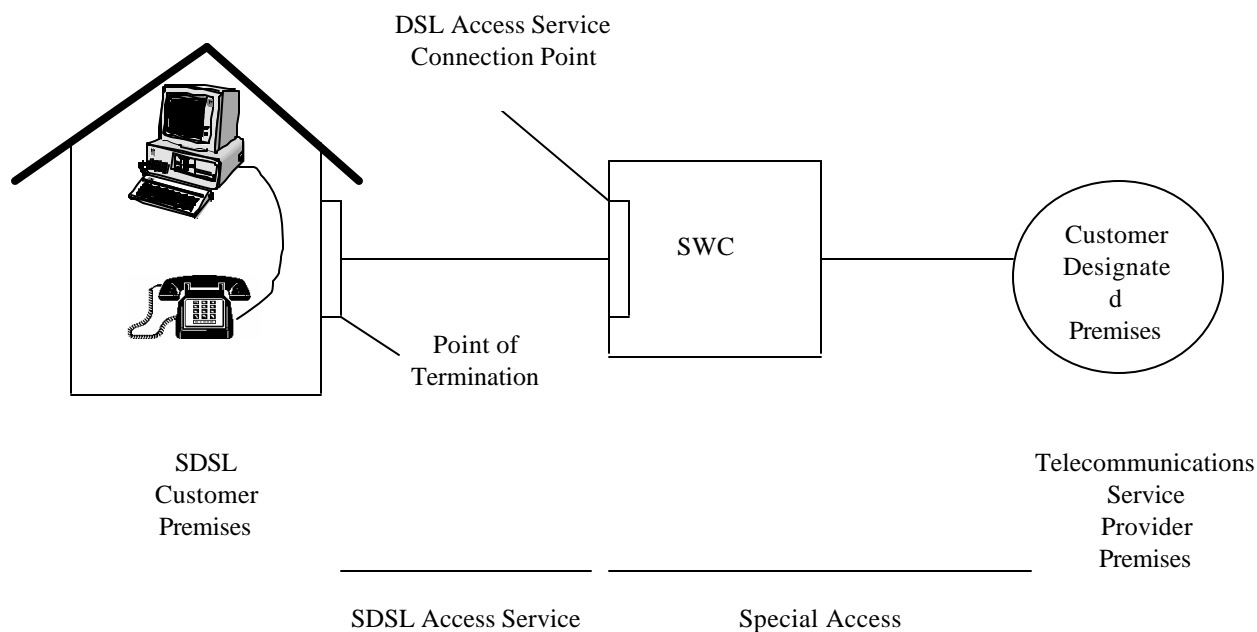 DSL Access Service
Connection Point
SWC
Customer
Designate
d
Premises
Point of
Termination
SDSL
Customer
Premises
Telecommunications
Service
Provider
Premises
SDSL Access Service
Special Access